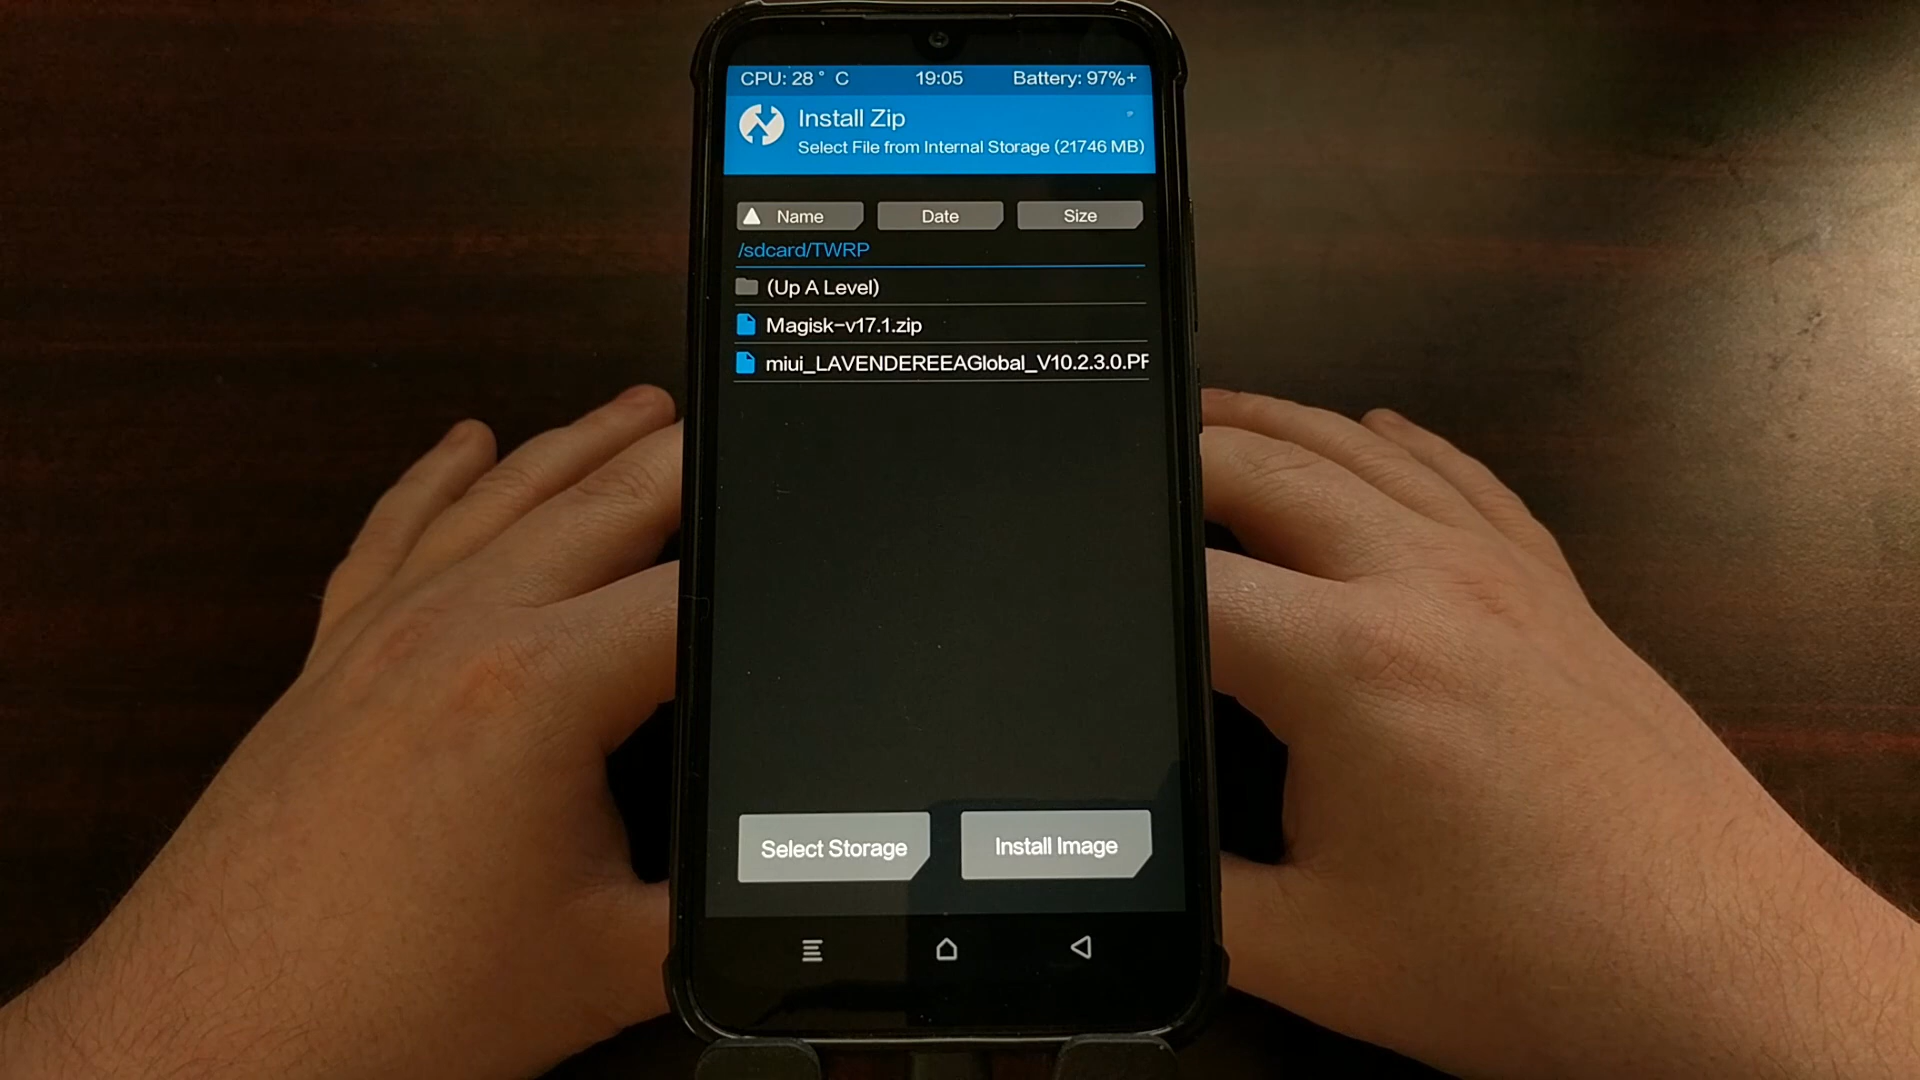 CPU: 28° C 19:05 Battery: 97%+
Install Zip
Select File from Internal Storage (21746 MB)
Name Date Size
/sdcard/TWRP
(Up A Level)
Magisk-v17.1.zip
miui_LAVENDEREEAGlobal_V10.2.3.0.PF
Select Storage Install Image